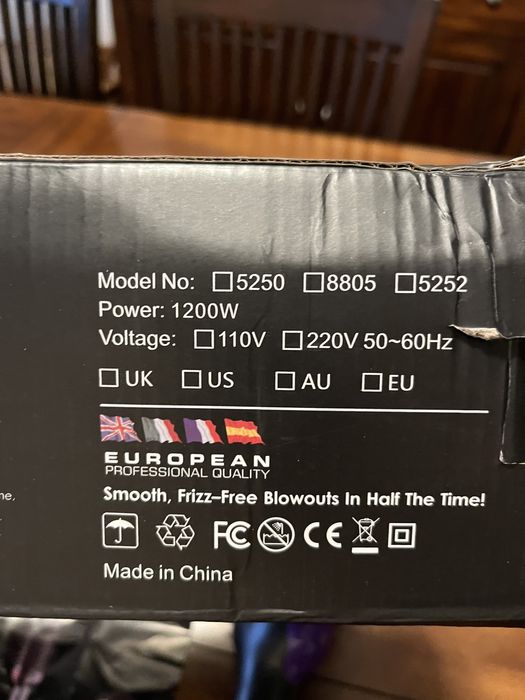 Model No: ☐5250 ☐8805 ☐5252
Power: 1200W
Voltage: ☐110V ☐220V 50~60Hz
☐UK ☐US ☐AU ☐EU
EUROPEAN
PROFESSIONAL QUALITY
Smooth, Frizz–Free Blowouts In Half The Time!
FC CE
Made in China